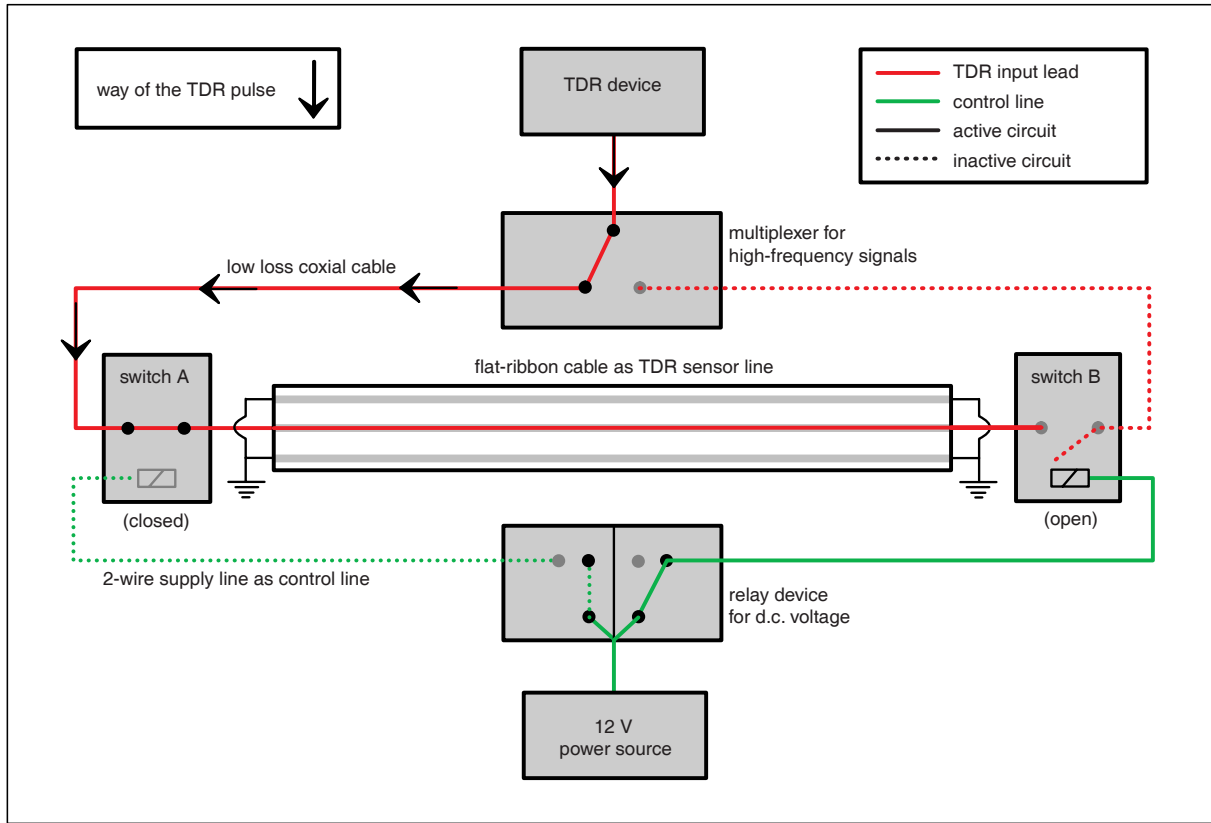 way of the TDR pulse
TDR device
TDR input lead
control line
active circuit
inactive circuit
multiplexer for
high-frequency signals
low loss coxial cable
switch A
flat-ribbon cable as TDR sensor line
switch B
(closed)
(open)
2-wire supply line as control line
relay device
for d.c. voltage
12 V
power source